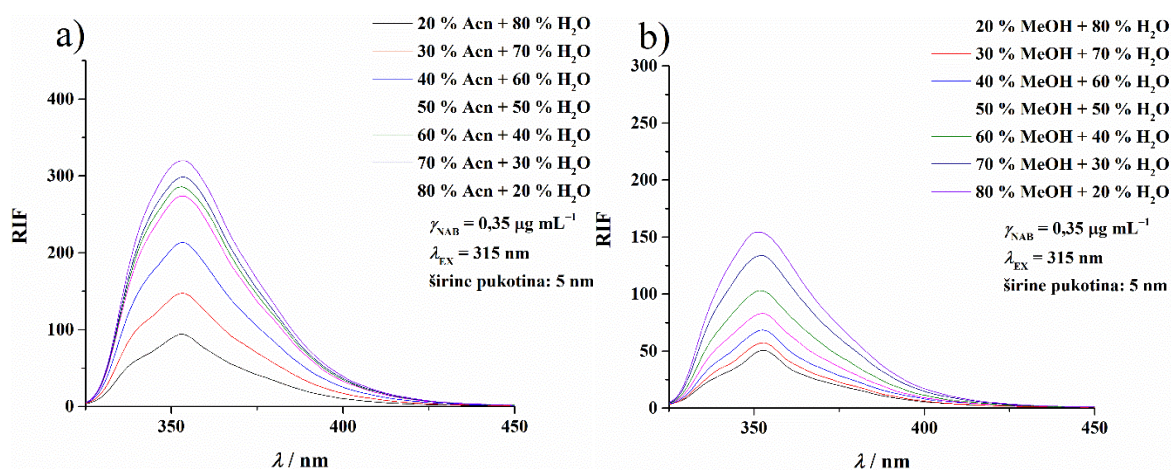 a)
20 % Acn + 80 % H₂O
30 % Acn + 70 % H₂O
40 % Acn + 60 % H₂O
50 % Acn + 50 % H₂O
60 % Acn + 40 % H₂O
70 % Acn + 30 % H₂O
80 % Acn + 20 % H₂O
γNAB = 0,35 μg mL⁻¹
λEX = 315 nm
širine pukotina: 5 nm
RIF
400
300
200
100
0
350
400
450
λ / nm
b)
20 % MeOH + 80 % H₂O
30 % MeOH + 70 % H₂O
40 % MeOH + 60 % H₂O
50 % MeOH + 50 % H₂O
60 % MeOH + 40 % H₂O
70 % MeOH + 30 % H₂O
80 % MeOH + 20 % H₂O
γNAB = 0,35 μg mL⁻¹
λEX = 315 nm
širine pukotina: 5 nm
RIF
300
250
200
150
100
50
0
350
400
450
λ / nm